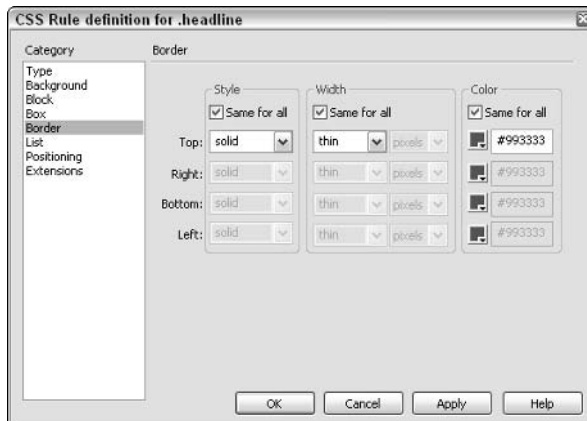 CSS Rule definition for .headline
Category
Border
Type
Background
Block
Box
Border
List
Positioning
Extensions
Style
Width
Color
Same for all
Same for all
Same for all
Top: solid thin pixels #993333
Right: solid thin pixels #993333
Bottom: solid thin pixels #993333
Left: solid thin pixels #993333
OK
Cancel
Apply
Help